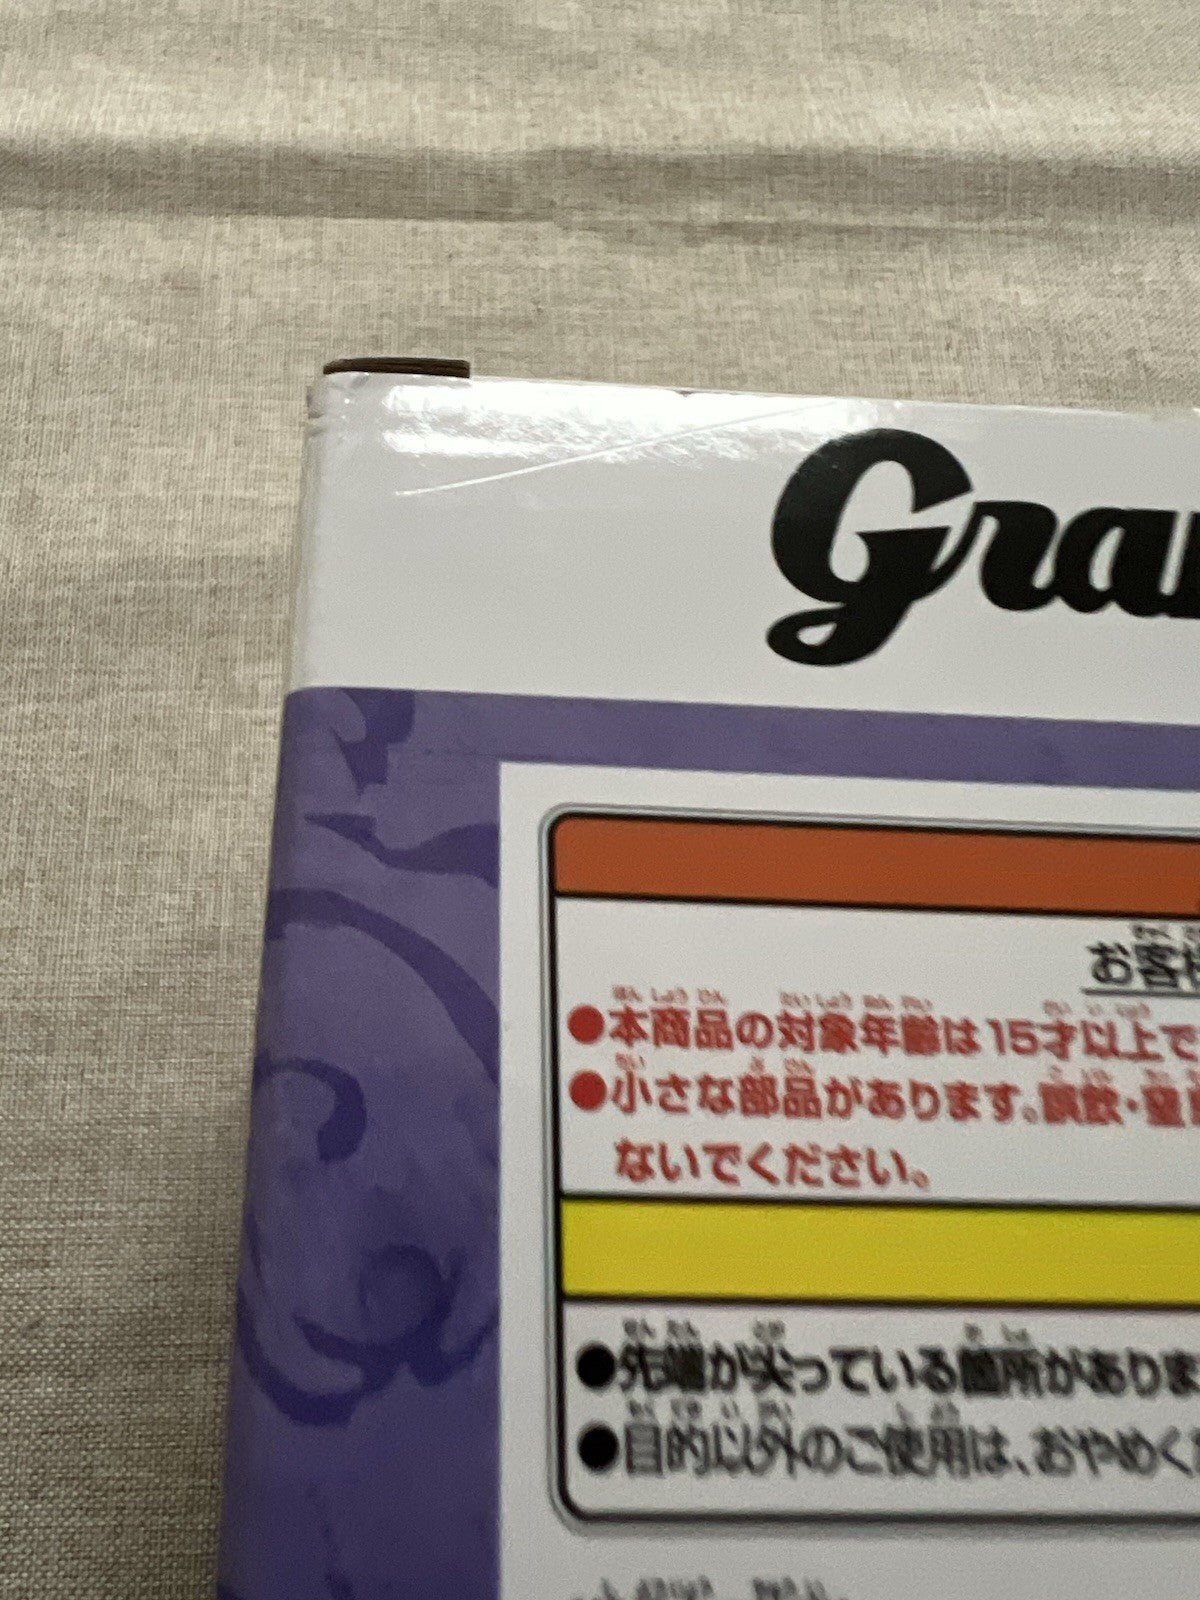 Gra
お客様
●本商品の対象年齢は15才以上で
●小さな部品があります。誤飲・窒
ないでください。
●先端が尖っている箇所がありま
●目的以外のご使用は、おやめくだ